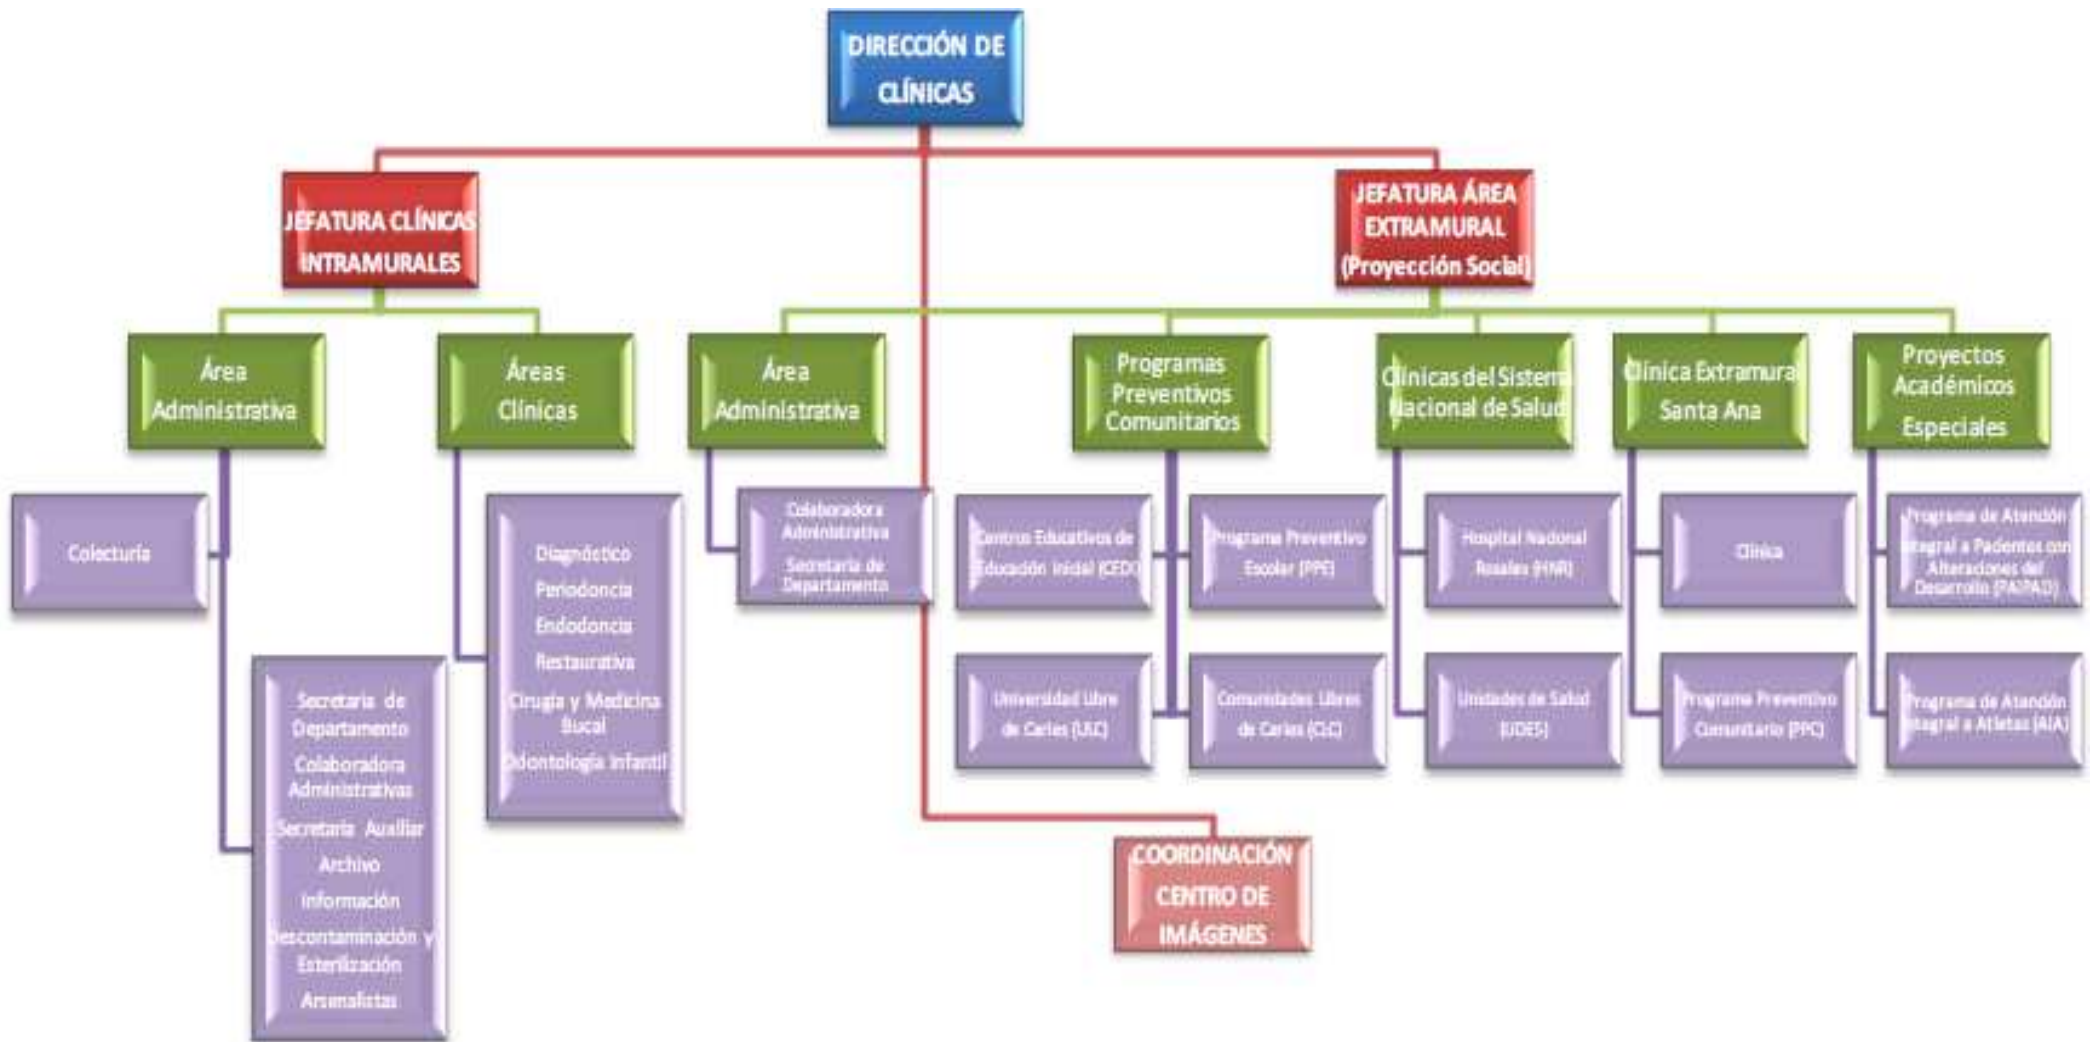 DIRECCIÓN DE
CLÍNICAS
JEFATURA CLÍNICAS
INTRAMURALES
JEFATURA ÁREA
EXTRAMURAL
(Proyección Social)
Área
Administrativa
Áreas
Clínicas
Área
Administrativa
Programas
Preventivos
Comunitarios
Clínicas del Sistema
Nacional de Salud
Clínica Extramural
Santa Ana
Proyectos
Académicos
Especiales
Colecturía
Secretaria de
Departamento
Colaboradora
Administrativas
Secretaria Auxiliar
Archivo
Información
Descontaminación y
Esterilización
Arsenalistas
Diagnóstico
Periodoncia
Endodoncia
Restaurativa
Cirugía y Medicina
Bucal
Odontología Infantil
Colaboradora
Administrativa
Secretaria de
Departamento
Centros Educativos de
Educación Inicial (CEDI)
Programa Preventivo
Escolar (PPE)
Universidad Libre
de Caries (ULC)
Comunidades Libres
de Caries (CLC)
Hospital Nacional
Rosales (HNR)
Unidades de Salud
(UDES)
Clínica
Programa Preventivo
Comunitario (PPC)
Programa de Atención
Integral a Pacientes con
Alteraciones del
Desarrollo (PAIPAD)
Programa de Atención
Integral a Atletas (AIA)
COORDINACIÓN
CENTRO DE
IMÁGENES